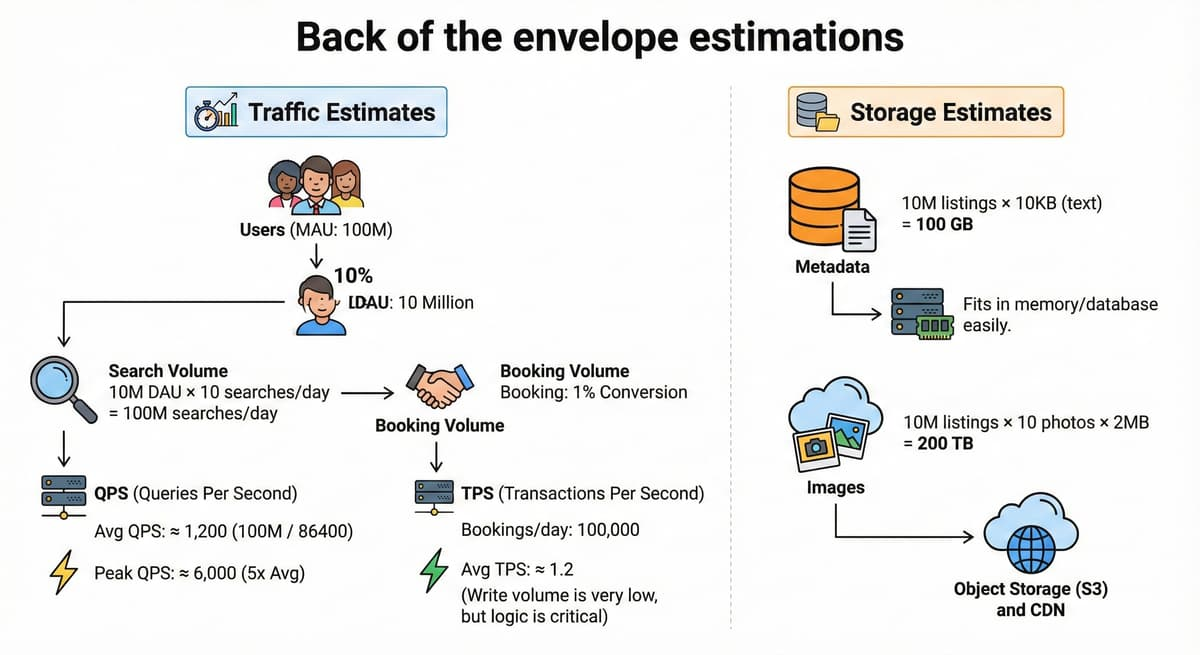 Back of the envelope estimations
Traffic Estimates
Users (MAU: 100M)
10%
DAU: 10 Million
Search Volume
10M DAU × 10 searches/day
= 100M searches/day
Booking Volume
Booking Volume
Booking: 1% Conversion
QPS (Queries Per Second)
Avg QPS: ≈ 1,200 (100M / 86400)
Peak QPS: ≈ 6,000 (5x Avg)
TPS (Transactions Per Second)
Bookings/day: 100,000
Avg TPS: ≈ 1.2
(Write volume is very low,
but logic is critical)
Storage Estimates
10M listings × 10KB (text)
= 100 GB
Metadata
Fits in memory/database
easily.
10M listings × 10 photos × 2MB
= 200 TB
Images
Object Storage (S3)
and CDN